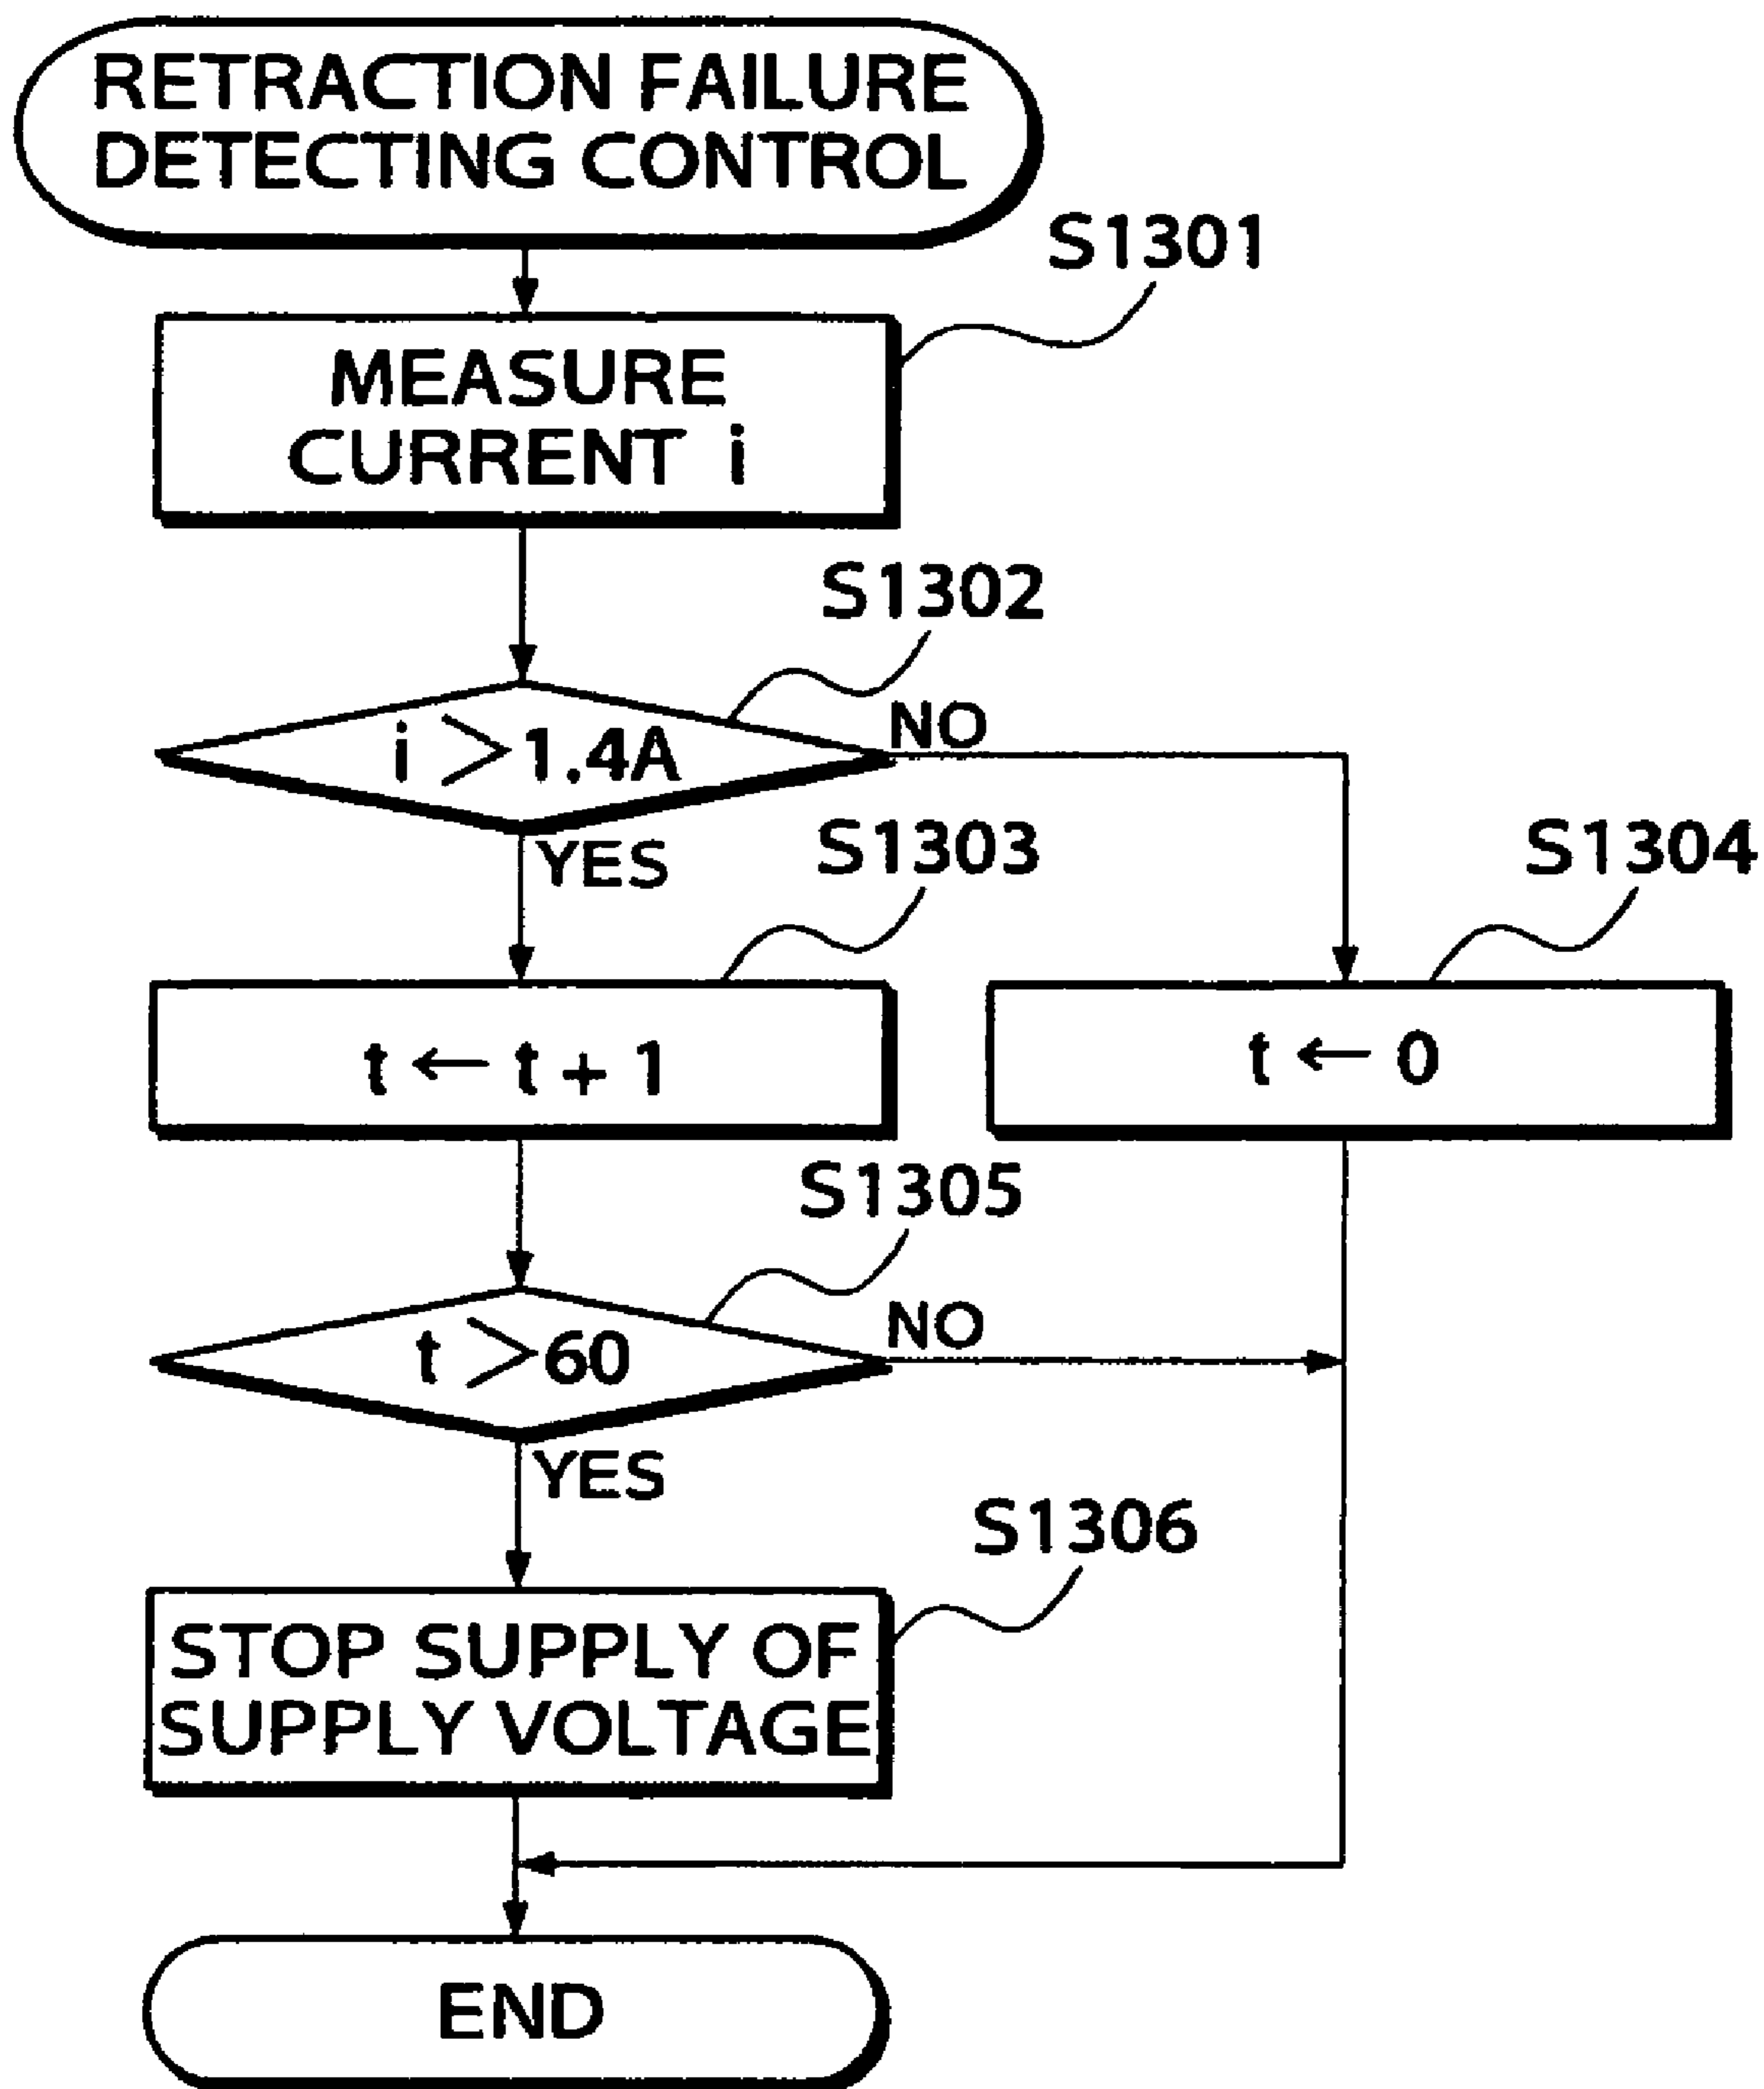 RETRACTION FAILURE
DETECTING CONTROL
S1301
MEASURE
CURRENT i
S1302
i > 1.4A
NO
YES
S1303
S1304
t ← t + 1
t ← 0
S1305
t > 60
NO
YES
S1306
STOP SUPPLY OF
SUPPLY VOLTAGE
END